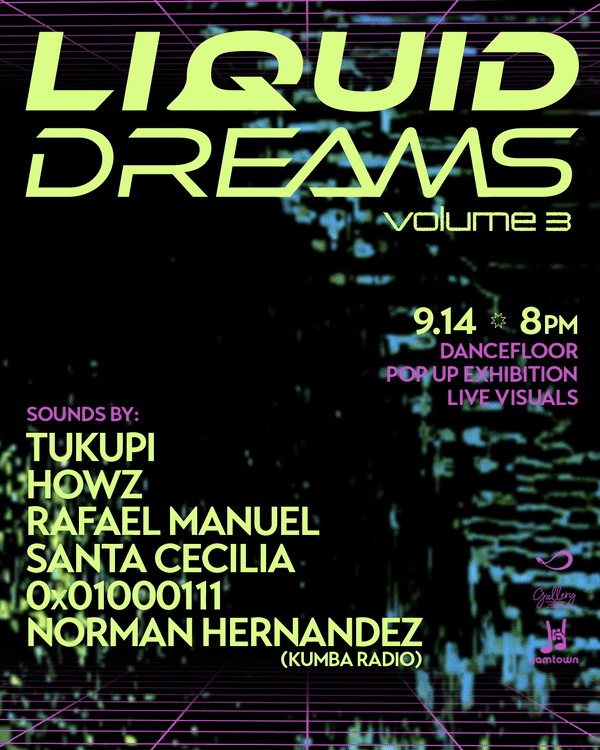 LIQUID
DREAMS
volume 3
9.14 8PM
DANCEFLOOR
POP UP EXHIBITION
LIVE VISUALS
SOUNDS BY:
TUKUPI
HOWZ
RAFAEL MANUEL
SANTA CECILIA
0x01000111
NORMAN HERNANDEZ
(KUMBA RADIO)
Gallery
jamtown